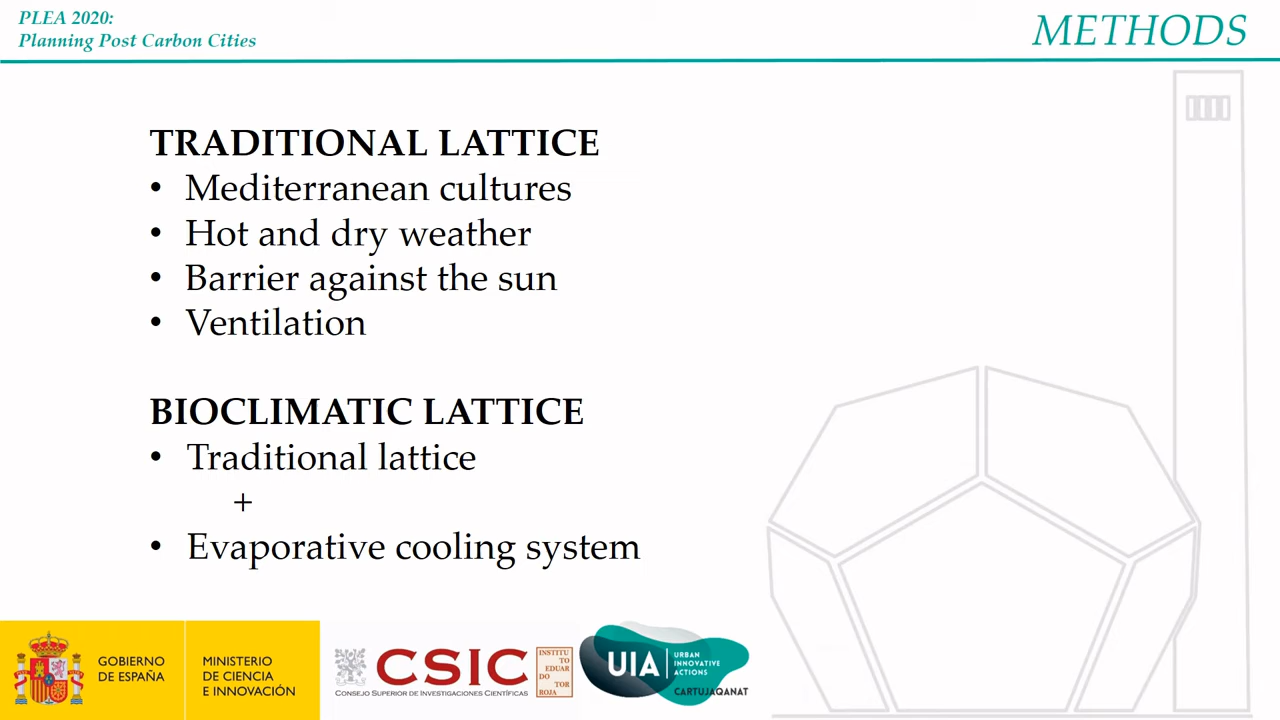 PLEA 2020:
Planning Post Carbon Cities
METHODS
TRADITIONAL LATTICE
• Mediterranean cultures
• Hot and dry weather
• Barrier against the sun
• Ventilation
BIOCLIMATIC LATTICE
• Traditional lattice
+
• Evaporative cooling system
GOBIERNO
DE ESPAÑA
MINISTERIO
DE CIENCIA
E INNOVACIÓN
CSIC
CONSEJO SUPERIOR DE INVESTIGACIONES CIENTÍFICAS
INSTITU
TO
EDUAR
DO TOR
ROJA
UIA
URBAN
INNOVATIVE
ACTIONS
CARTUJAQANAT